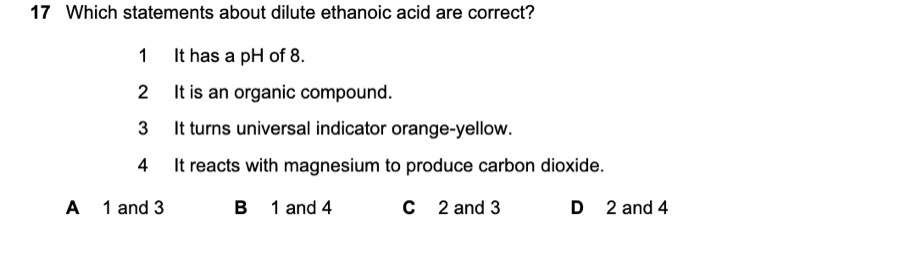 17 Which statements about dilute ethanoic acid are correct?
1 It has a pH of 8.
2 It is an organic compound.
3 It turns universal indicator orange-yellow.
4 It reacts with magnesium to produce carbon dioxide.
A 1 and 3 B 1 and 4 C 2 and 3 D 2 and 4